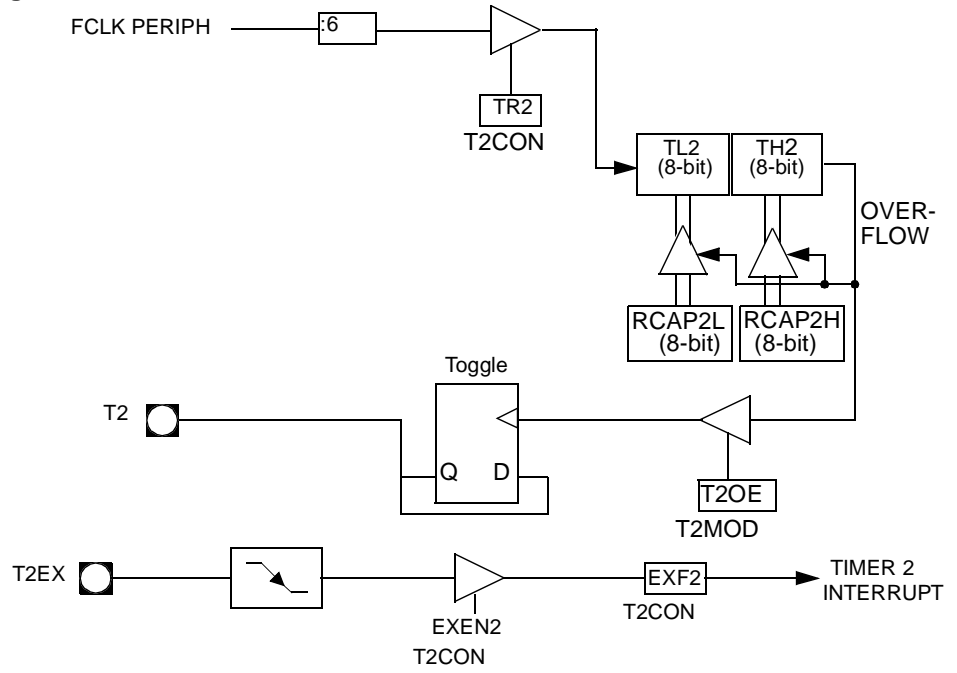 FCLK PERIPH
:6
TR2
T2CON
TL2
(8-bit)
TH2
(8-bit)
OVER-
FLOW
RCAP2L
(8-bit)
RCAP2H
(8-bit)
Toggle
T2
Q D
T2OE
T2MOD
T2EX
EXEN2
T2CON
EXF2
T2CON
TIMER 2
INTERRUPT